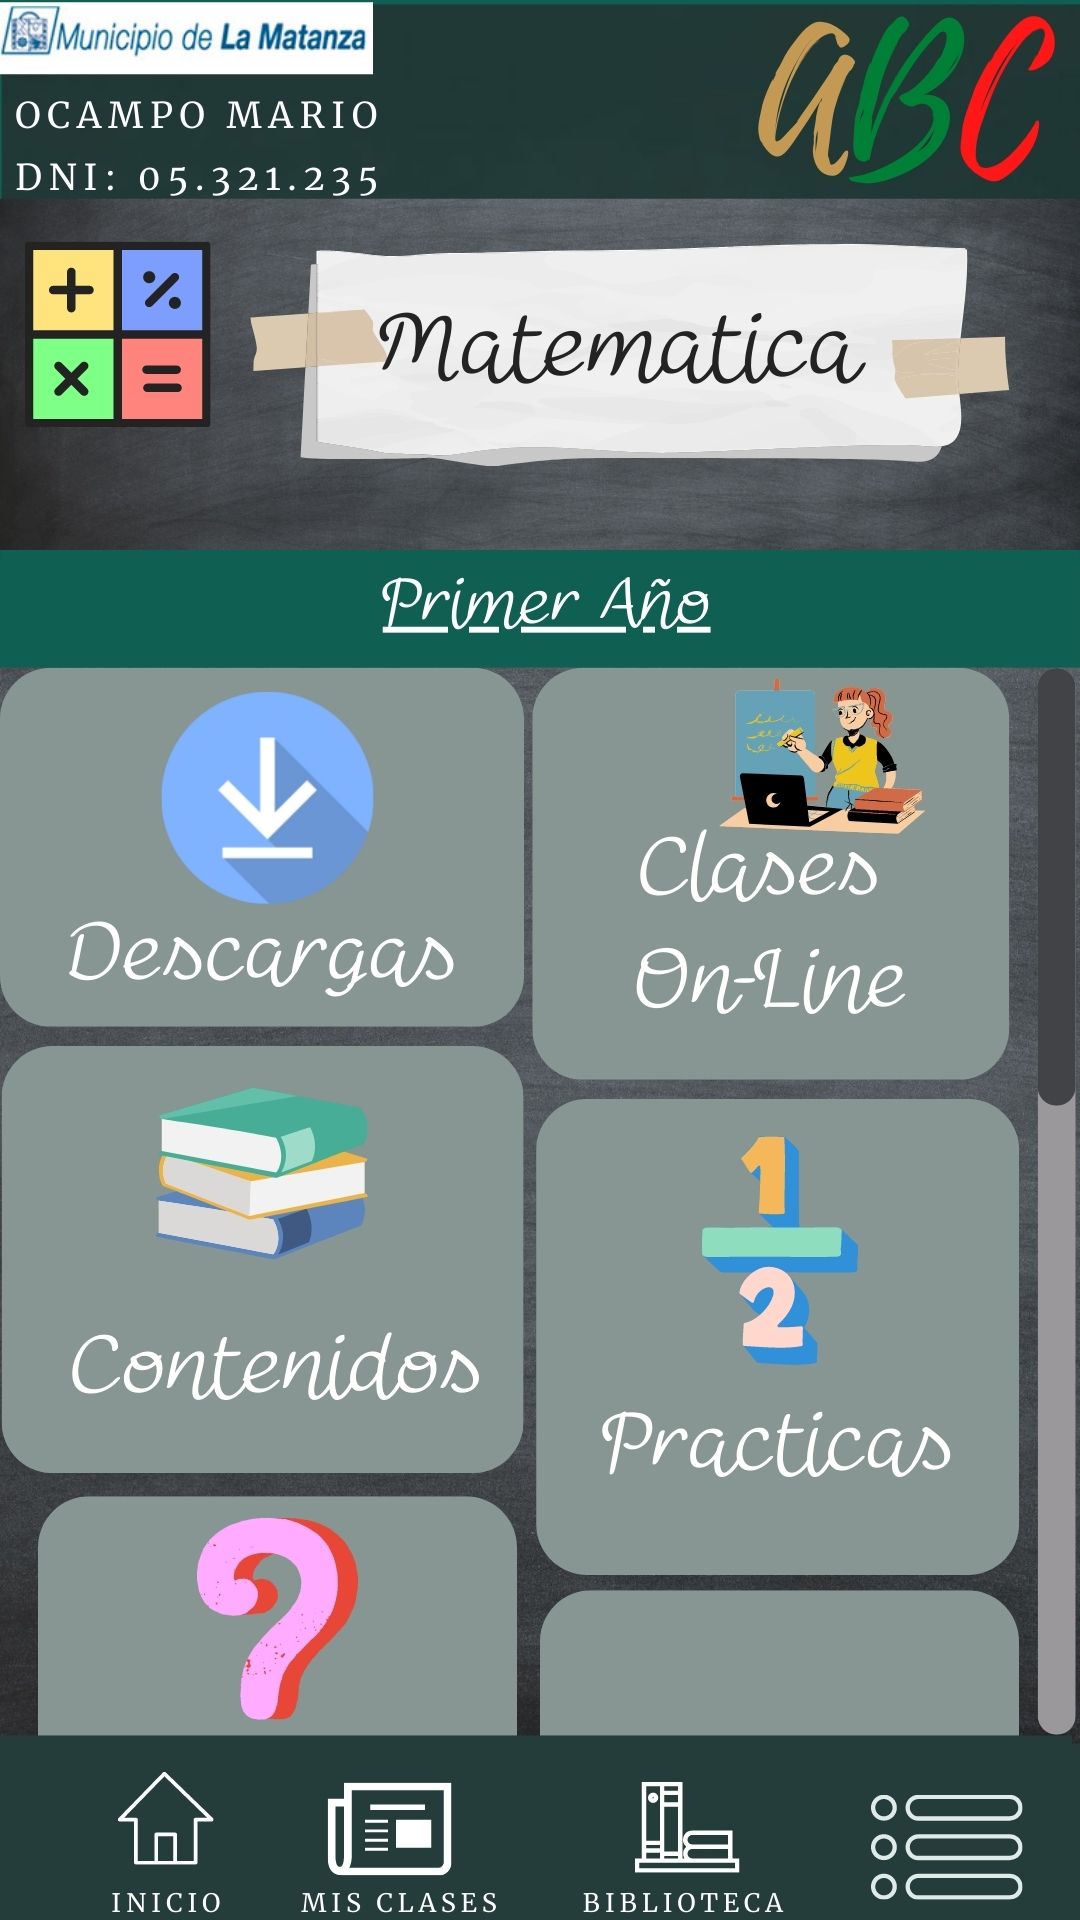 Municipio de La Matanza
aBC
OCAMPO MARIO
DNI: 05.321.235
Matematica
Primer Año
Descargas
Clases
On-Line
Contenidos
1
2
Practicas
?
INICIO
MIS CLASES
BIBLIOTECA